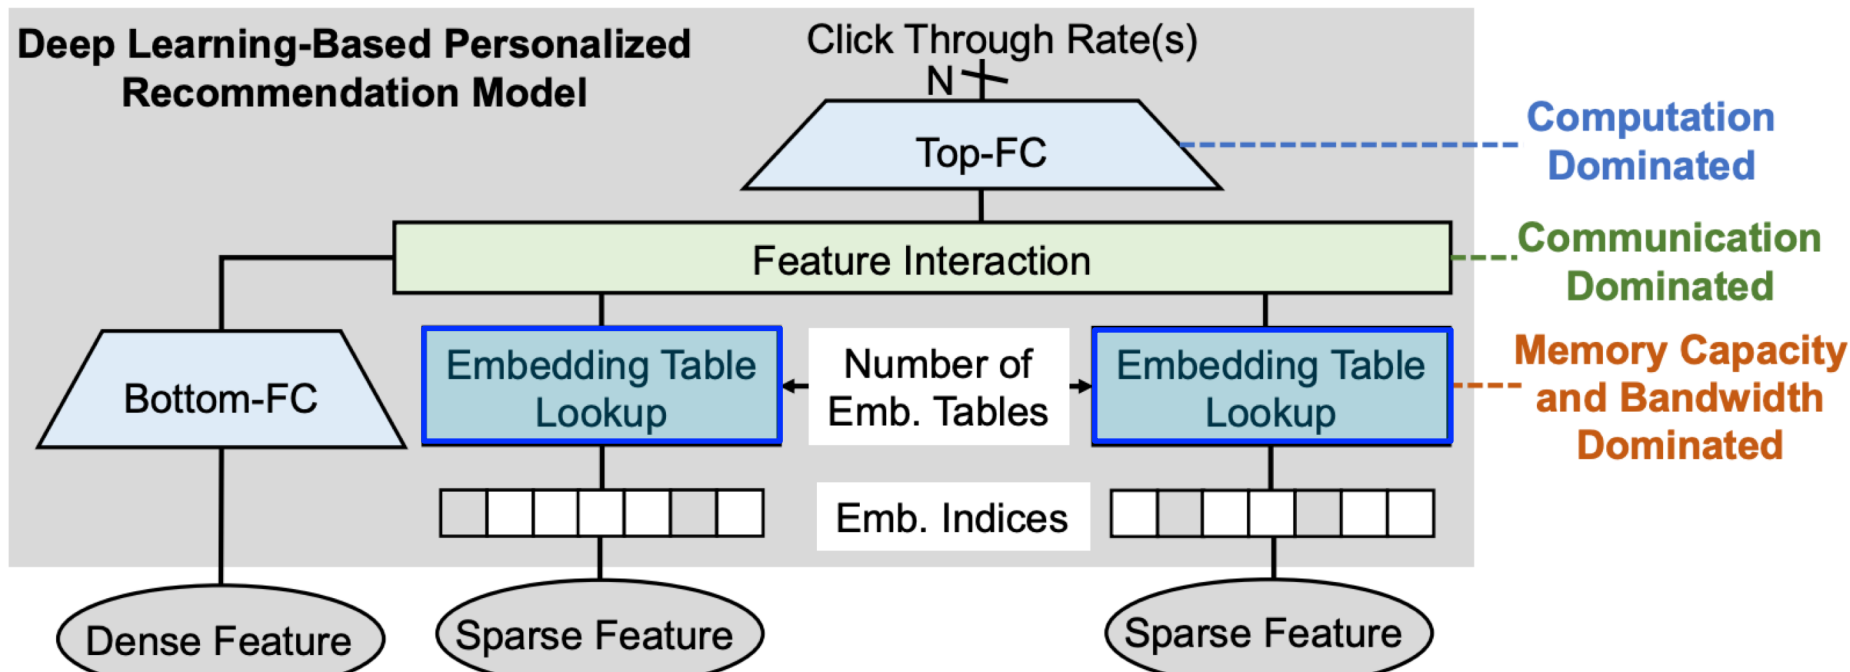 Deep Learning-Based Personalized
Recommendation Model
Click Through Rate(s)
N
Top-FC
Computation
Dominated
Feature Interaction
Communication
Dominated
Bottom-FC
Embedding Table
Lookup
Number of
Emb. Tables
Embedding Table
Lookup
Memory Capacity
and Bandwidth
Dominated
Emb. Indices
Dense Feature
Sparse Feature
Sparse Feature